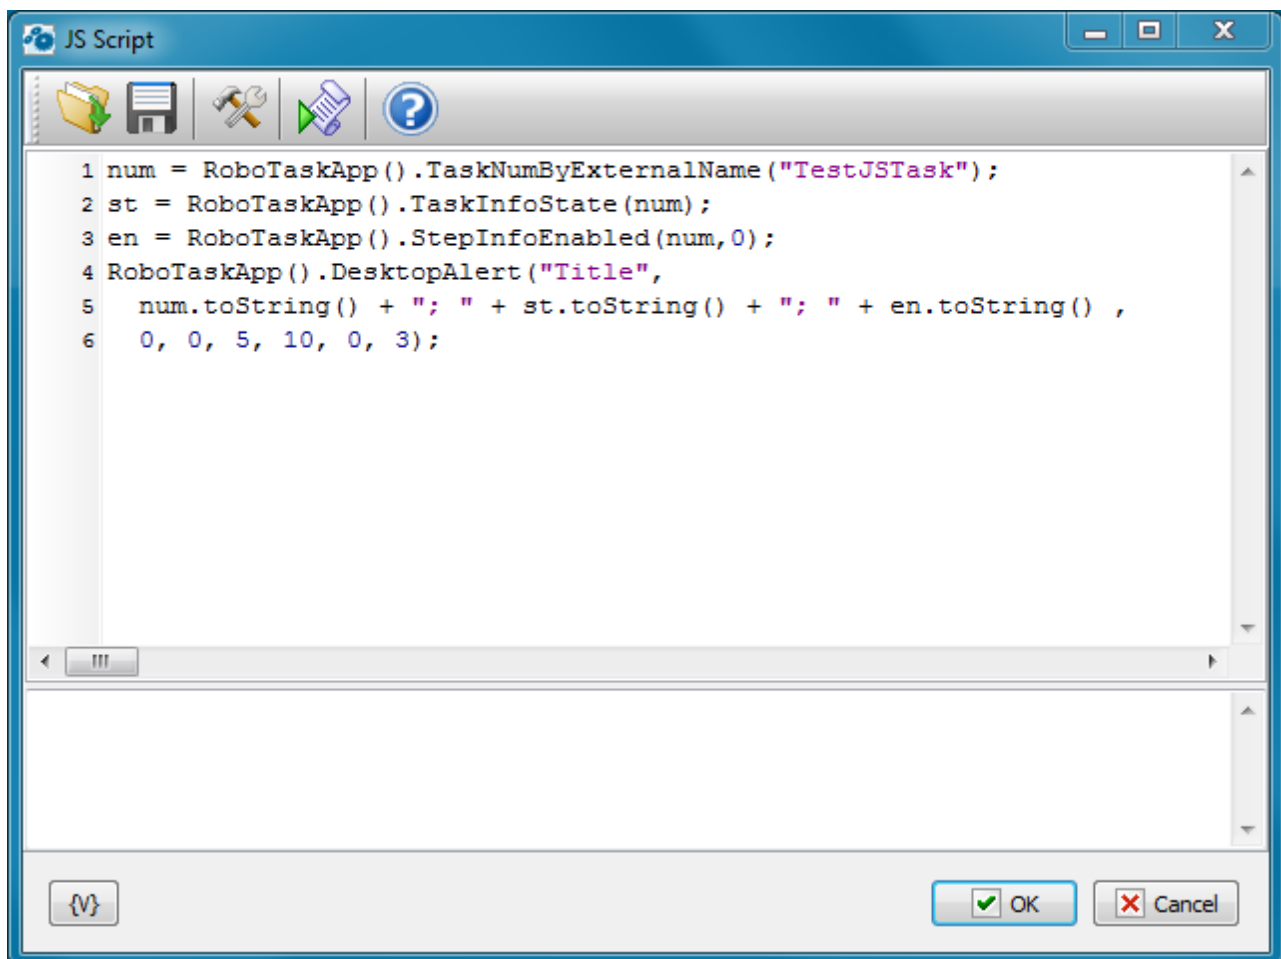 JS Script
1 num = RoboTaskApp().TaskNumByExternalName("TestJSTask");
2 st = RoboTaskApp().TaskInfoState(num);
3 en = RoboTaskApp().StepInfoEnabled(num,0);
4 RoboTaskApp().DesktopAlert("Title",
5   num.toString() + "; " + st.toString() + "; " + en.toString() ,
6   0, 0, 5, 10, 0, 3);
{V} OK Cancel